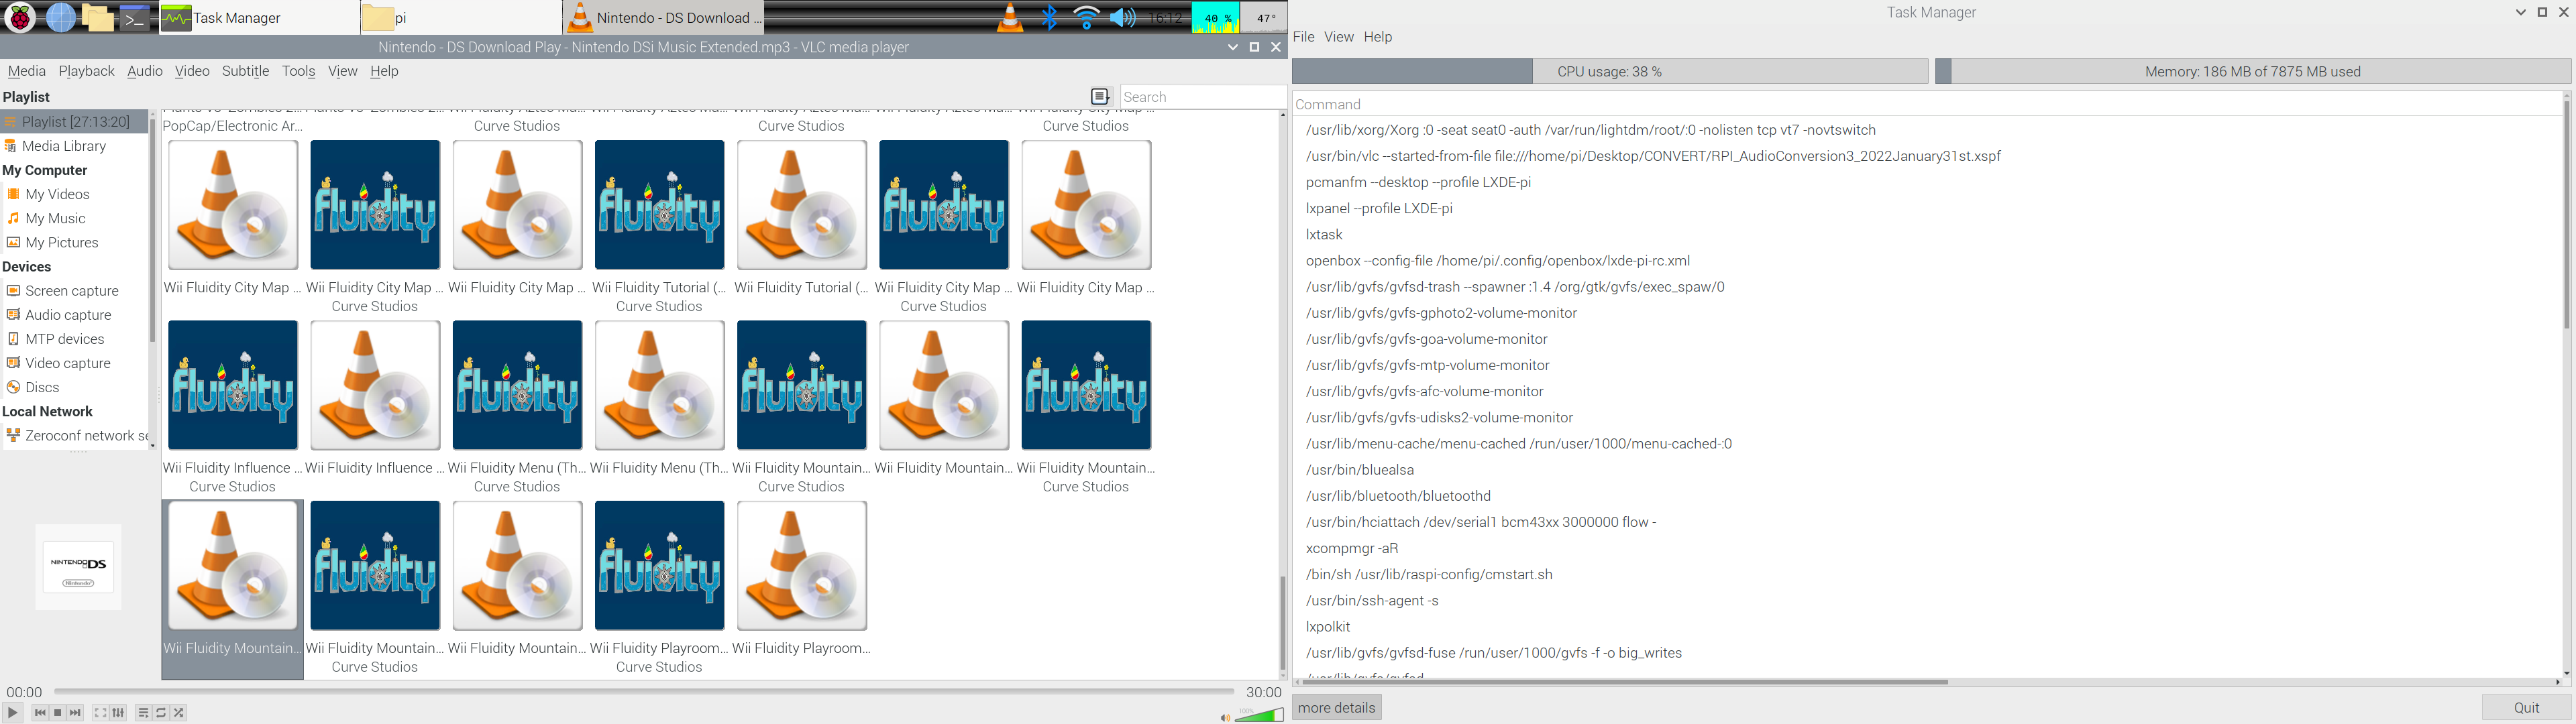 Task Manager
pi
Nintendo - DS Download ...
16:12
40 %
47°
Nintendo - DS Download Play - Nintendo DSi Music Extended.mp3 - VLC media player
Media Playback Audio Video Subtitle Tools View Help
Playlist
Search
Playlist [27:13:20]
Media Library
My Computer
My Videos
My Music
My Pictures
Devices
Screen capture
Audio capture
MTP devices
Video capture
Discs
Local Network
Zeroconf network se
NINTENDO DS
Nintendo
PopCap/Electronic Ar... Curve Studios Curve Studios Curve Studios
fluidity fluidity fluidity
Wii Fluidity City Map ... Wii Fluidity City Map ... Wii Fluidity City Map ... Wii Fluidity Tutorial (... Wii Fluidity Tutorial (... Wii Fluidity City Map ... Wii Fluidity City Map ...
Curve Studios Curve Studios Curve Studios
fluidity fluidity fluidity fluidity
Wii Fluidity Influence ... Wii Fluidity Influence ... Wii Fluidity Menu (Th... Wii Fluidity Menu (Th... Wii Fluidity Mountain... Wii Fluidity Mountain... Wii Fluidity Mountain...
Curve Studios Curve Studios Curve Studios Curve Studios
fluidity fluidity
Wii Fluidity Mountain... Wii Fluidity Mountain... Wii Fluidity Mountain... Wii Fluidity Playroom... Wii Fluidity Playroom...
Curve Studios Curve Studios
00:00 30:00
100%
Task Manager
File View Help
CPU usage: 38 % Memory: 186 MB of 7875 MB used
Command
/usr/lib/xorg/Xorg :0 -seat seat0 -auth /var/run/lightdm/root/:0 -nolisten tcp vt7 -novtswitch
/usr/bin/vlc --started-from-file file:///home/pi/Desktop/CONVERT/RPI_AudioConversion3_2022January31st.xspf
pcmanfm --desktop --profile LXDE-pi
lxpanel --profile LXDE-pi
lxtask
openbox --config-file /home/pi/.config/openbox/lxde-pi-rc.xml
/usr/lib/gvfs/gvfsd-trash --spawner :1.4 /org/gtk/gvfs/exec_spaw/0
/usr/lib/gvfs/gvfs-gphoto2-volume-monitor
/usr/lib/gvfs/gvfs-goa-volume-monitor
/usr/lib/gvfs/gvfs-mtp-volume-monitor
/usr/lib/gvfs/gvfs-afc-volume-monitor
/usr/lib/gvfs/gvfs-udisks2-volume-monitor
/usr/lib/menu-cache/menu-cached /run/user/1000/menu-cached-:0
/usr/bin/bluealsa
/usr/lib/bluetooth/bluetoothd
/usr/bin/hciattach /dev/serial1 bcm43xx 3000000 flow -
xcompmgr -aR
/bin/sh /usr/lib/raspi-config/cmstart.sh
/usr/bin/ssh-agent -s
lxpolkit
/usr/lib/gvfs/gvfsd-fuse /run/user/1000/gvfs -f -o big_writes
more details
Quit